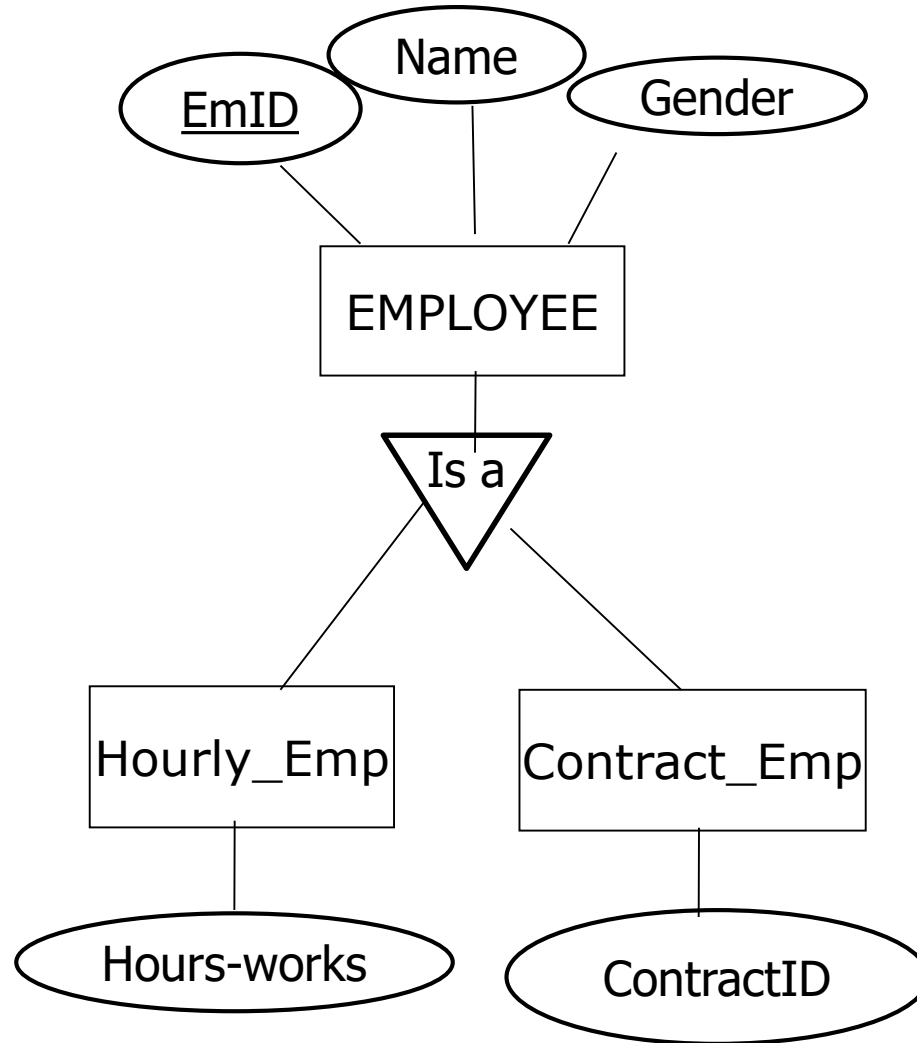 Name
EmID
Gender
EMPLOYEE
Is a
Hourly_Emp
Contract_Emp
Hours-works
ContractID